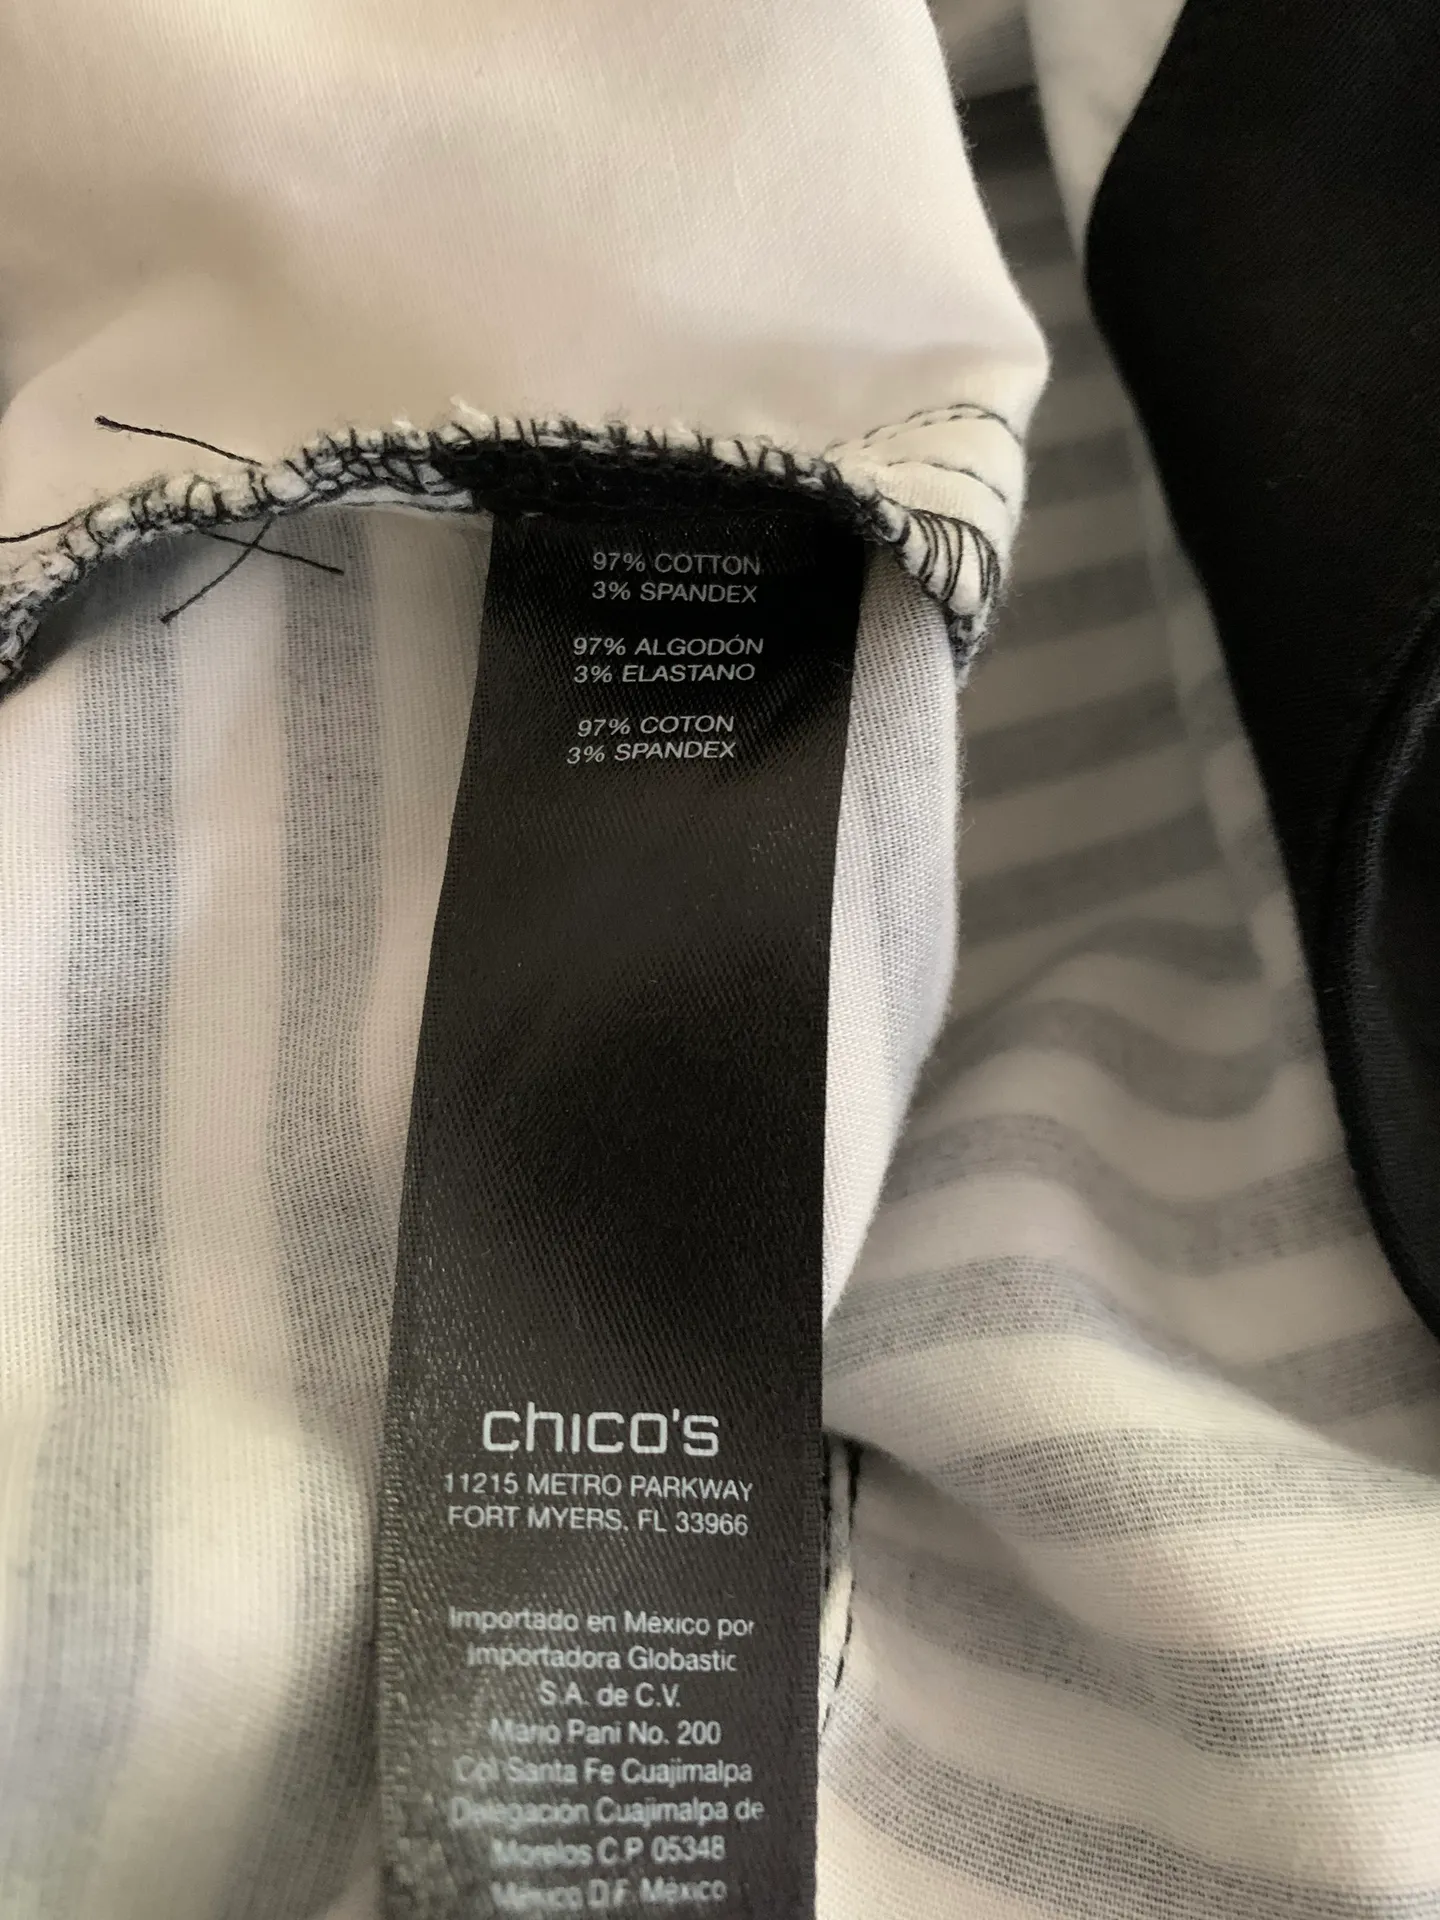 97% COTTON
3% SPANDEX
97% ALGODÓN
3% ELASTANO
97% COTON
3% SPANDEX
chico's
11215 METRO PARKWAY
FORT MYERS, FL 33966
Importado en México por
Importadora Globastic
S.A. de C.V.
Mario Pani No. 200
Col Santa Fe Cuajimalpa
Delegación Cuajimalpa de
Morelos C.P 05348
México D.F. México